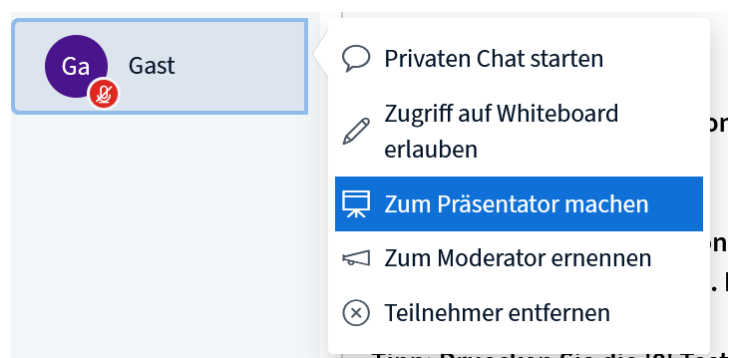 Ga
Gast
Privaten Chat starten
Zugriff auf Whiteboard
erlauben
Zum Präsentator machen
Zum Moderator ernennen
Teilnehmer entfernen